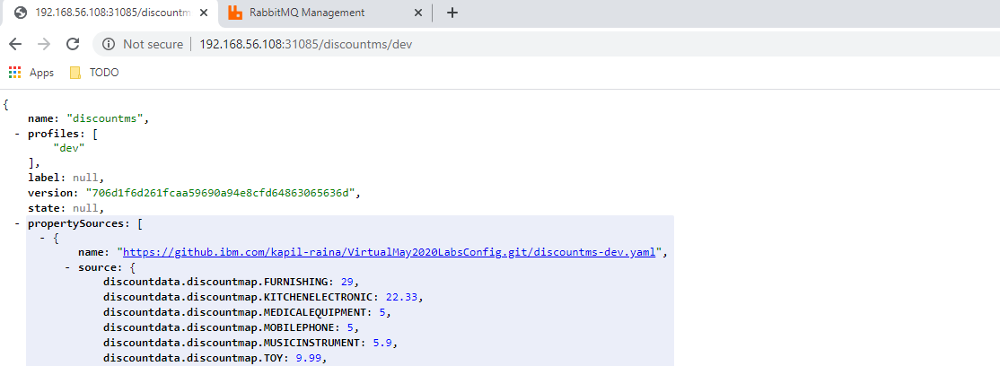 192.168.56.108:31085/discountm
RabbitMQ Management
Not secure
192.168.56.108:31085/discountms/dev
Apps
TODO
{
name: "discountms",
- profiles: [
"dev"
],
label: null,
version: "706d1f6d261fcaa59690a94e8cfd64863065636d",
state: null,
- propertySources: [
- {
name: "https://github.ibm.com/kapil-raina/VirtualMay2020LabsConfig.git/discountms-dev.yaml",
- source: {
discountdata.discountmap.FURNISHING: 29,
discountdata.discountmap.KITCHENELECTRONIC: 22.33,
discountdata.discountmap.MEDICALEQUIPMENT: 5,
discountdata.discountmap.MOBILEPHONE: 5,
discountdata.discountmap.MUSICINSTRUMENT: 5.9,
discountdata.discountmap.TOY: 9.99,